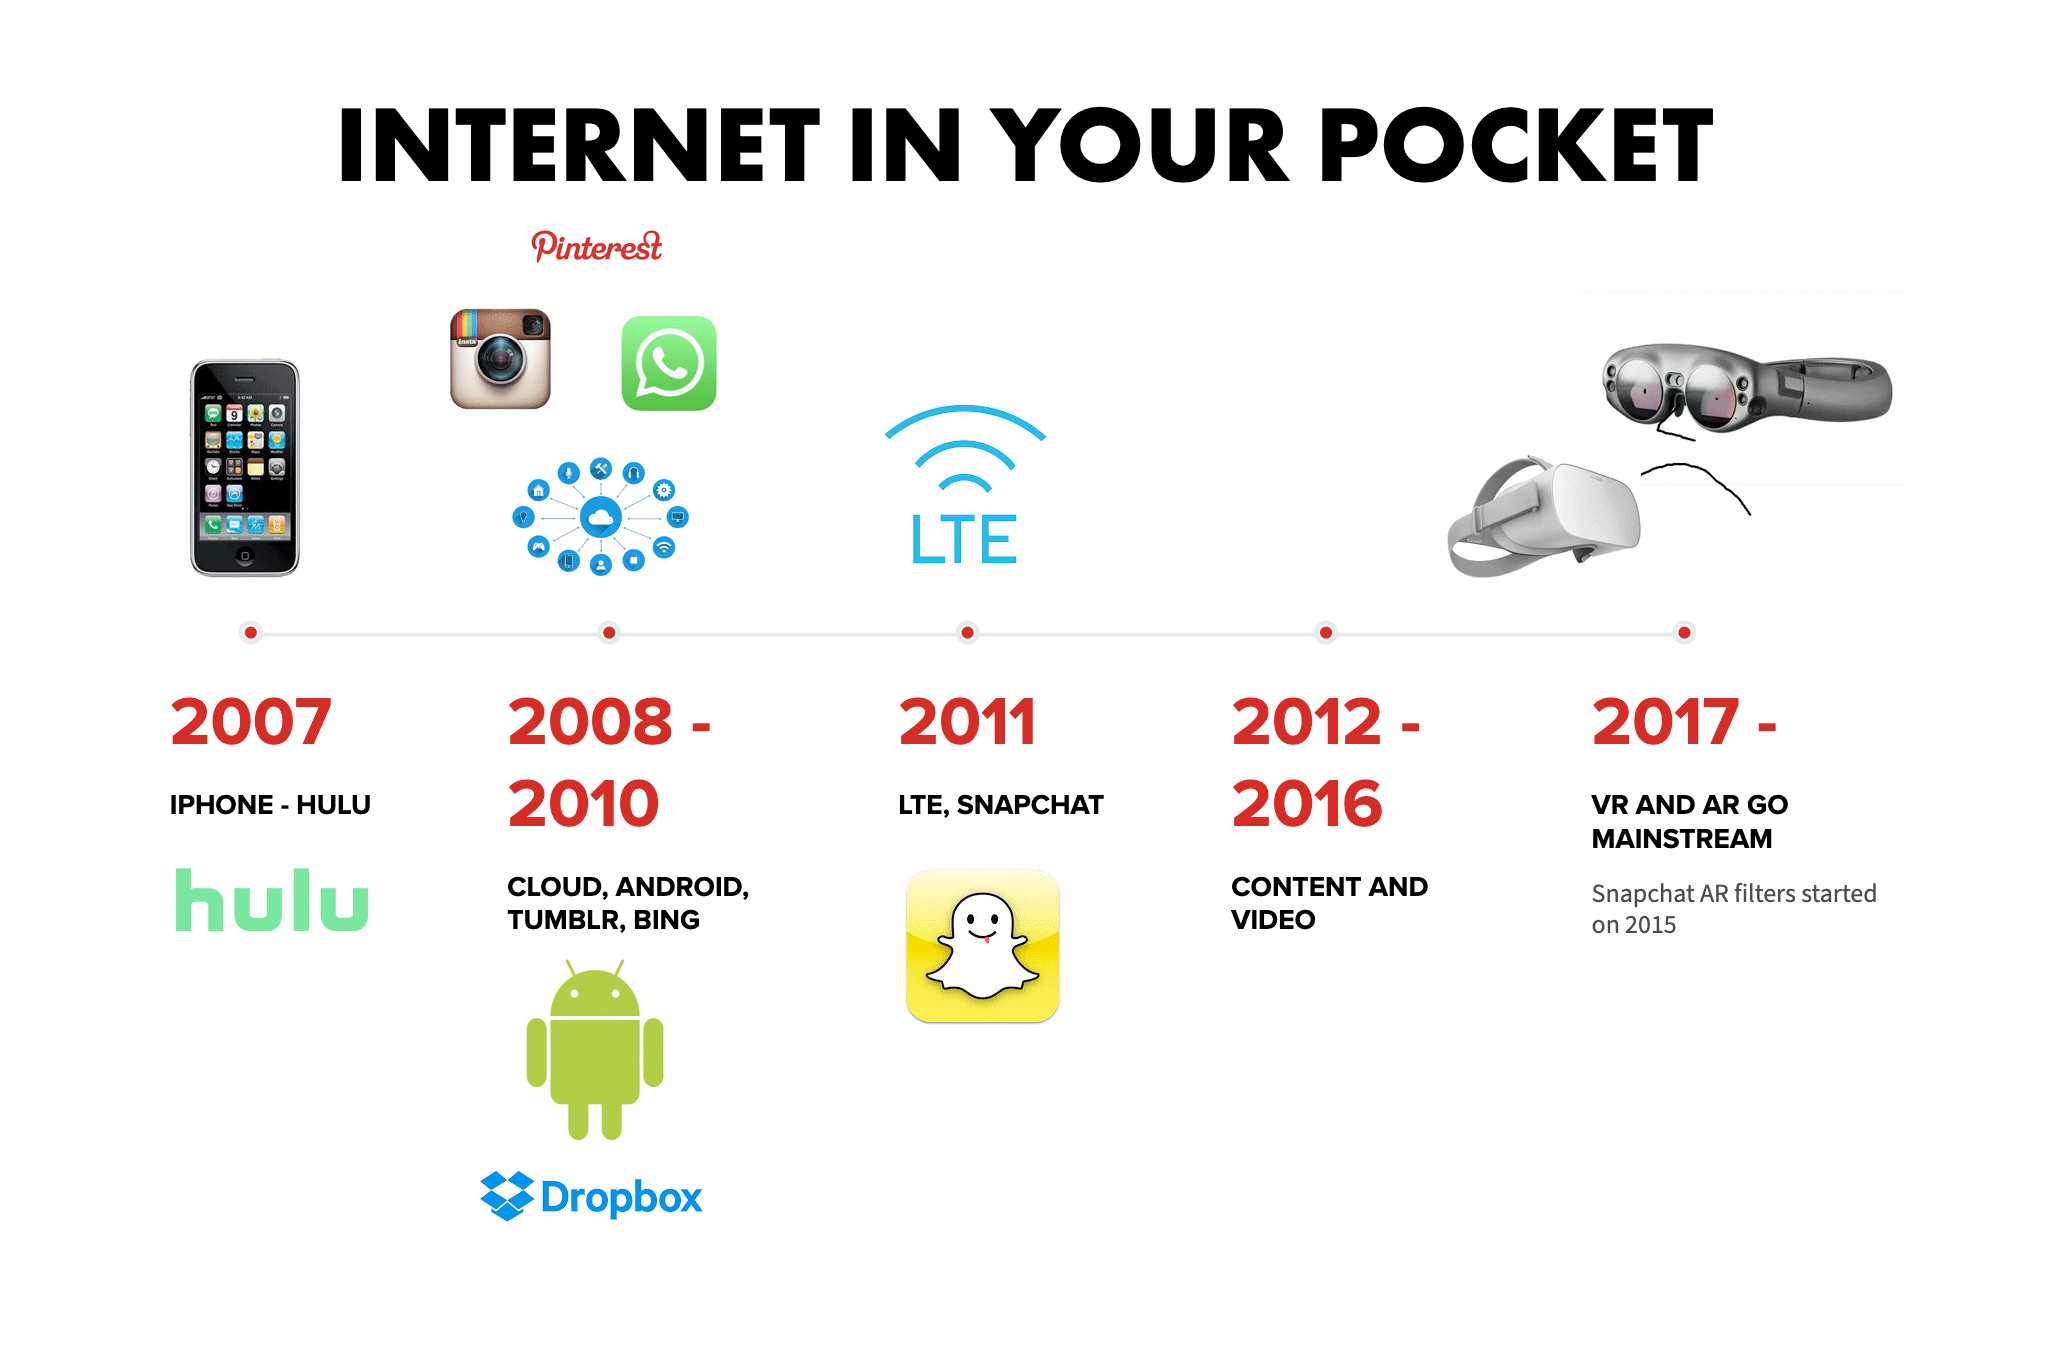 INTERNET IN YOUR POCKET
Pinterest
Insta
LTE
2007
IPHONE - HULU
hulu
2008 -
2010
CLOUD, ANDROID,
TUMBLR, BING
Dropbox
2011
LTE, SNAPCHAT
2012 -
2016
CONTENT AND
VIDEO
2017 -
VR AND AR GO
MAINSTREAM
Snapchat AR filters started
on 2015